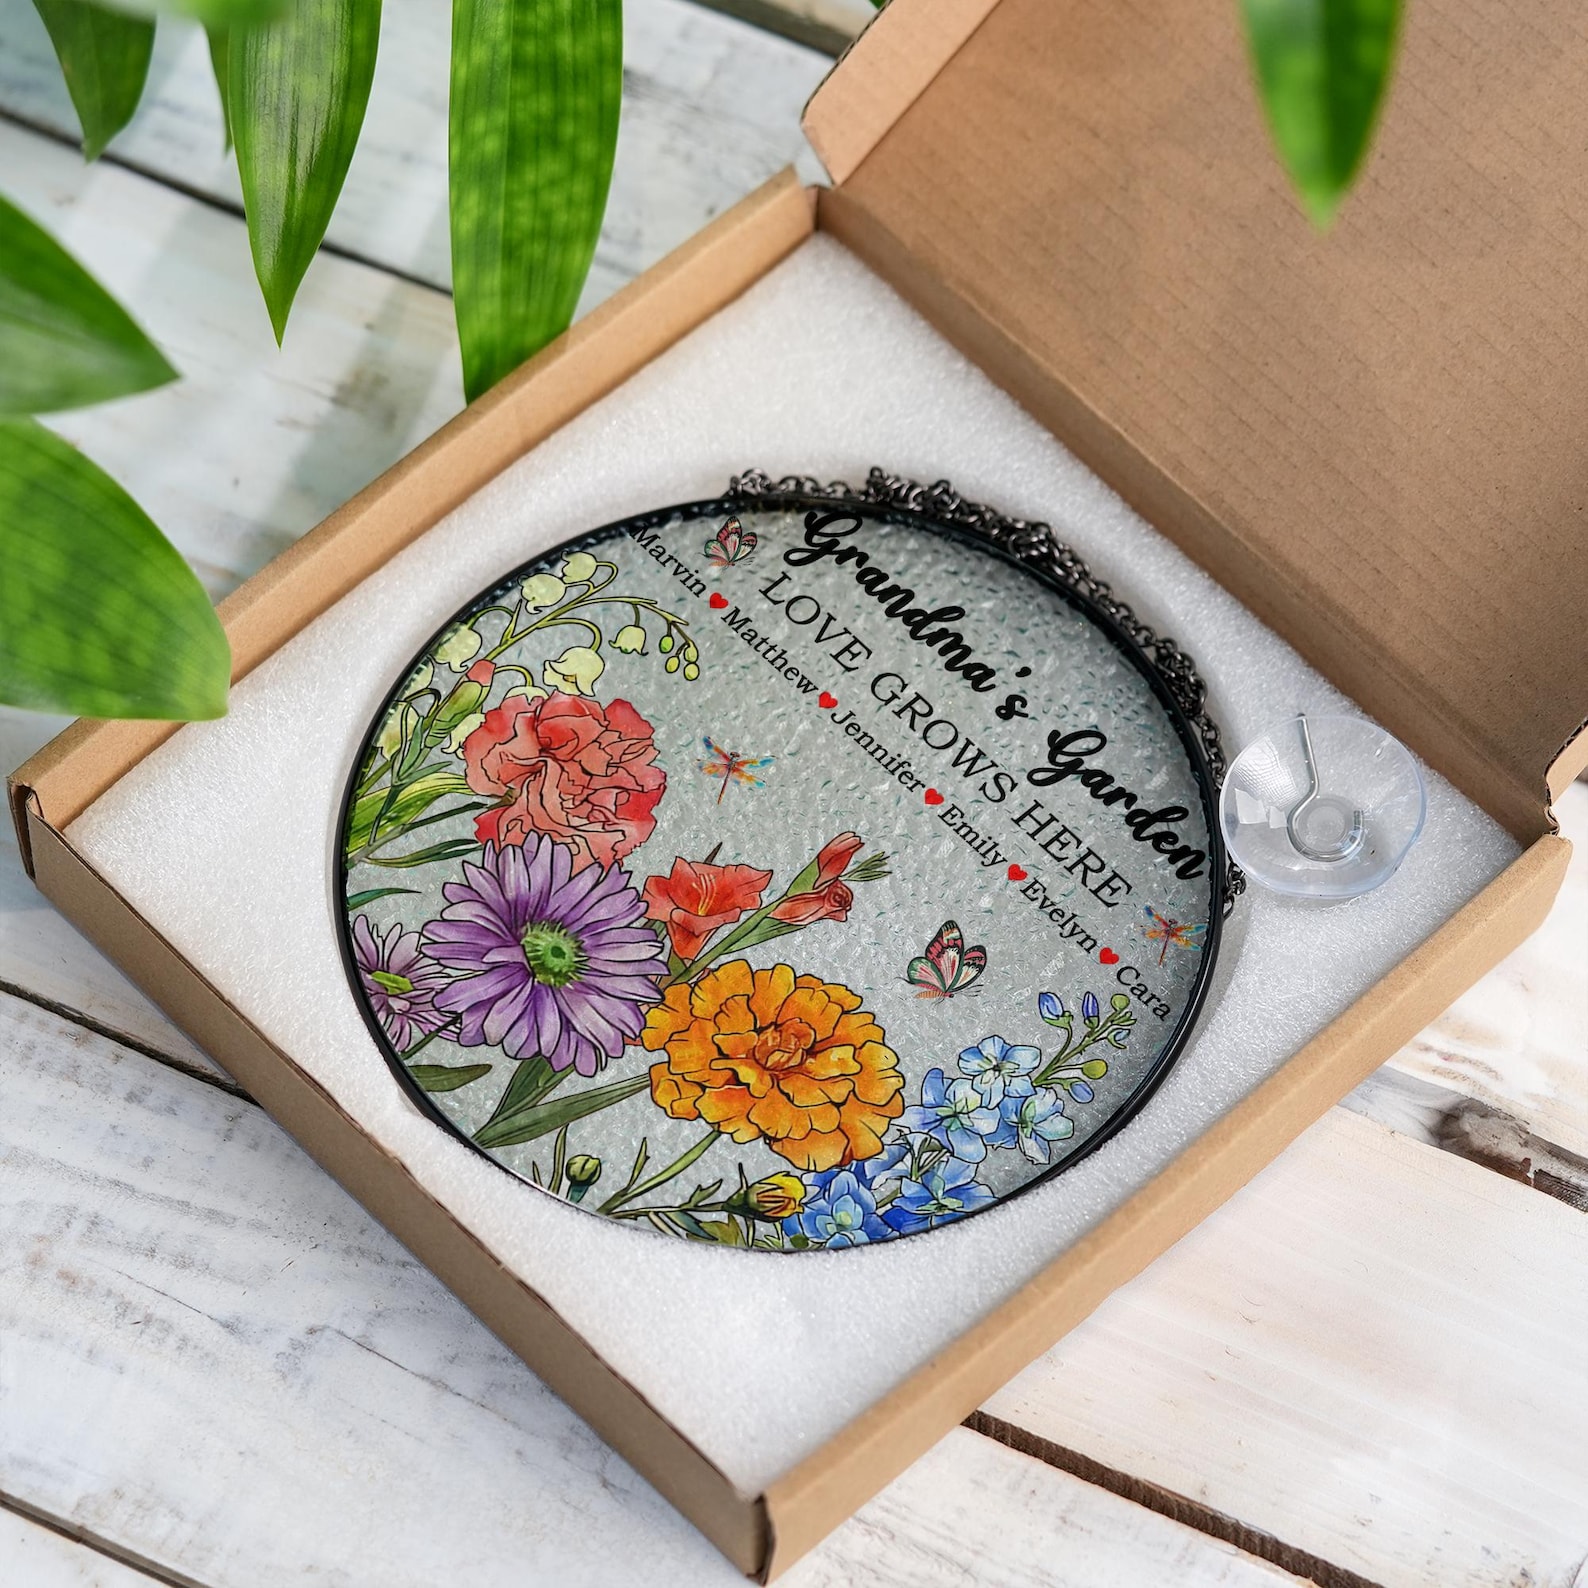 Grandma's Garden
LOVE GROWS HERE
Marvin ♥ Matthew ♥ Jennifer ♥ Emily ♥ Evelyn ♥ Cara